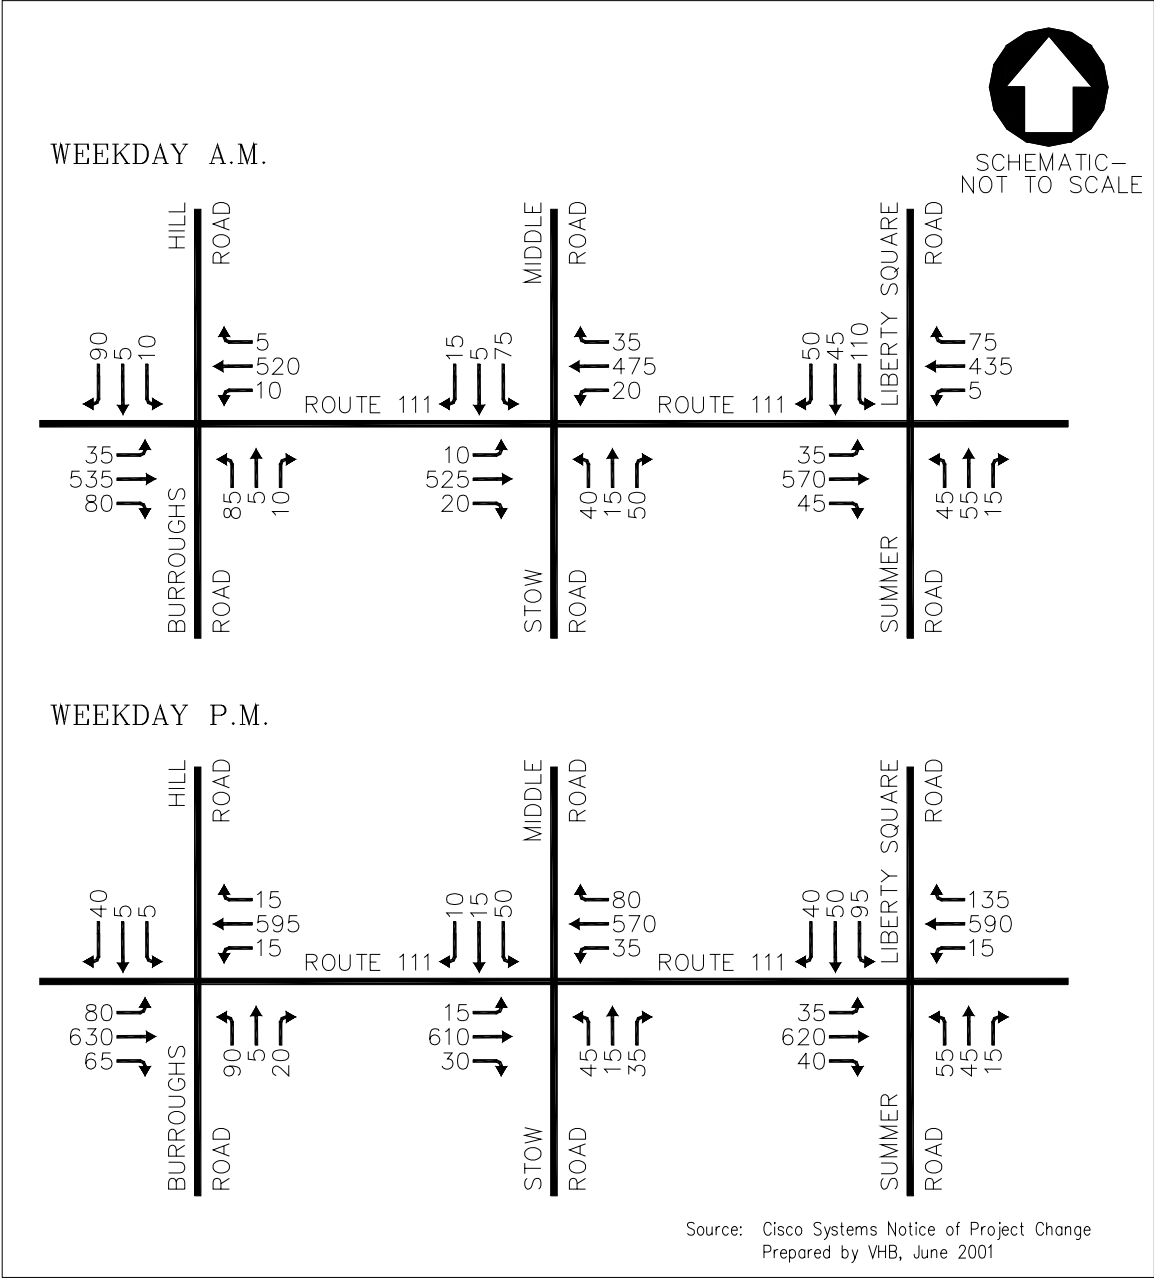 SCHEMATIC-
NOT TO SCALE
WEEKDAY A.M.
HILL ROAD
MIDDLE ROAD
LIBERTY SQUARE ROAD
90 5 10
5
520
10
15 5 75
35
475
20
50 45 110
75
435
5
ROUTE 111
ROUTE 111
35
535
80
85 5 10
10
525
20
40 15 50
35
570
45
45 55 15
BURROUGHS ROAD
STOW ROAD
SUMMER ROAD
WEEKDAY P.M.
HILL ROAD
MIDDLE ROAD
LIBERTY SQUARE ROAD
40 5 5
15
595
15
10 15 50
80
570
35
40 50 95
135
590
15
ROUTE 111
ROUTE 111
80
630
65
90 5 20
15
610
30
45 15 35
35
620
40
55 45 15
BURROUGHS ROAD
STOW ROAD
SUMMER ROAD
Source: Cisco Systems Notice of Project Change
Prepared by VHB, June 2001